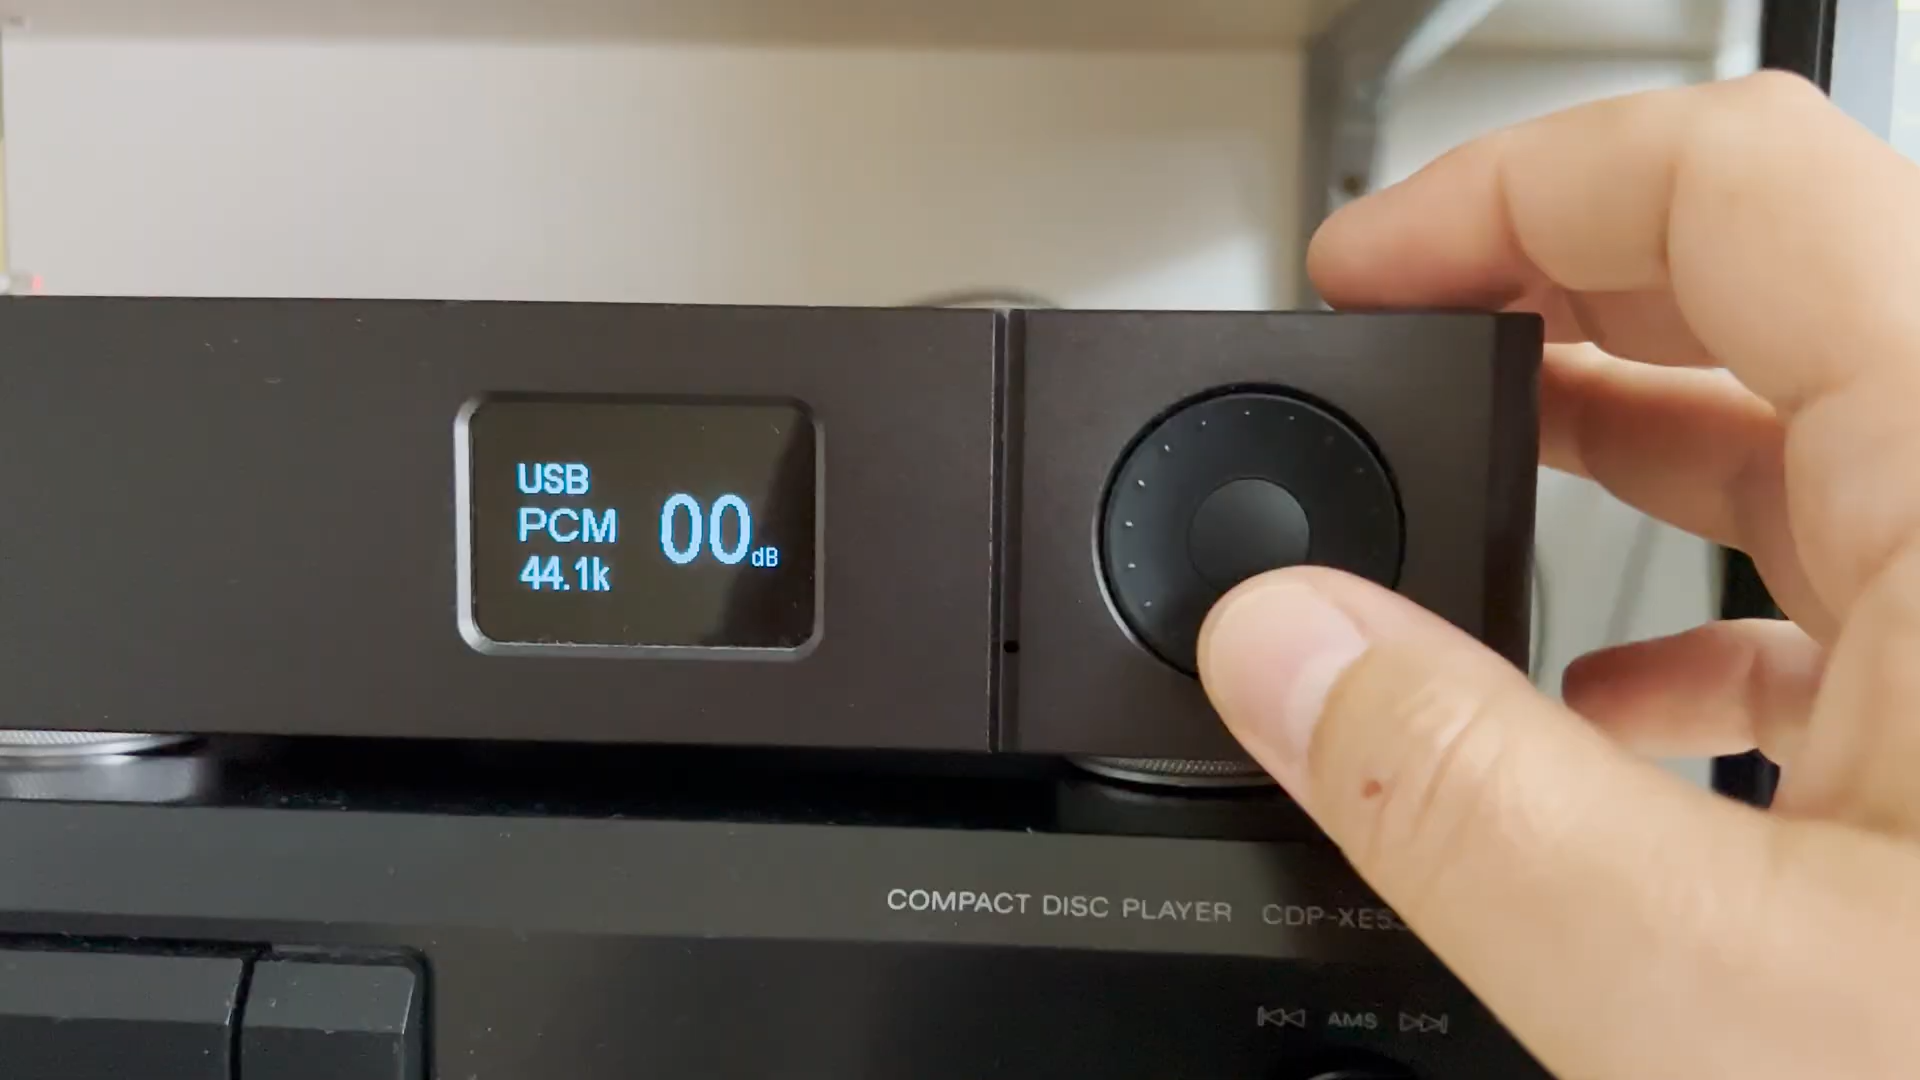 USB
PCM
44.1k
00 dB
COMPACT DISC PLAYER
AMS